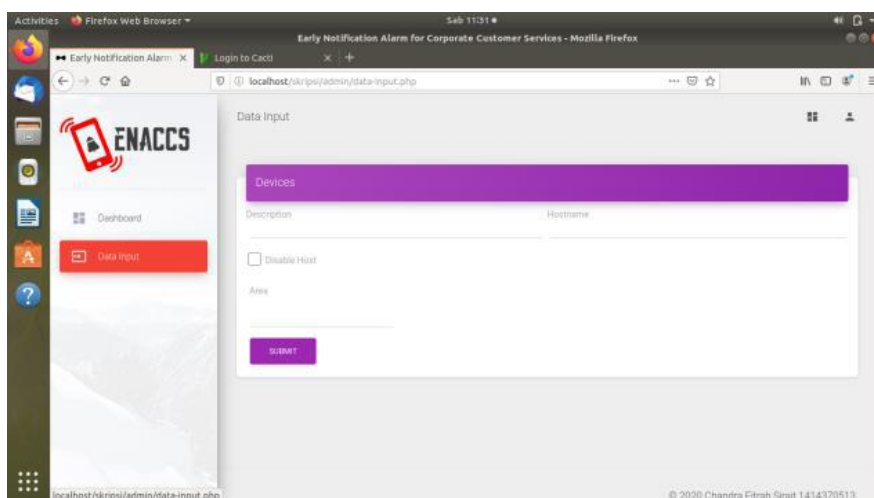 Activities Firefox Web Browser Sab 11:31
Early Notification Alarm for Corporate Customer Services - Mozilla Firefox
Early Notification Alarm Login to Cacti
localhost/skripsi/admin/data-input.php
ENACCS
Data Input
Devices
Description Hostname
Dashboard
Data Input
Disable Host
Area
SUBMIT
localhost/skripsi/admin/data-input.php
© 2020 Chandra Fitrah Sirait 1414370513